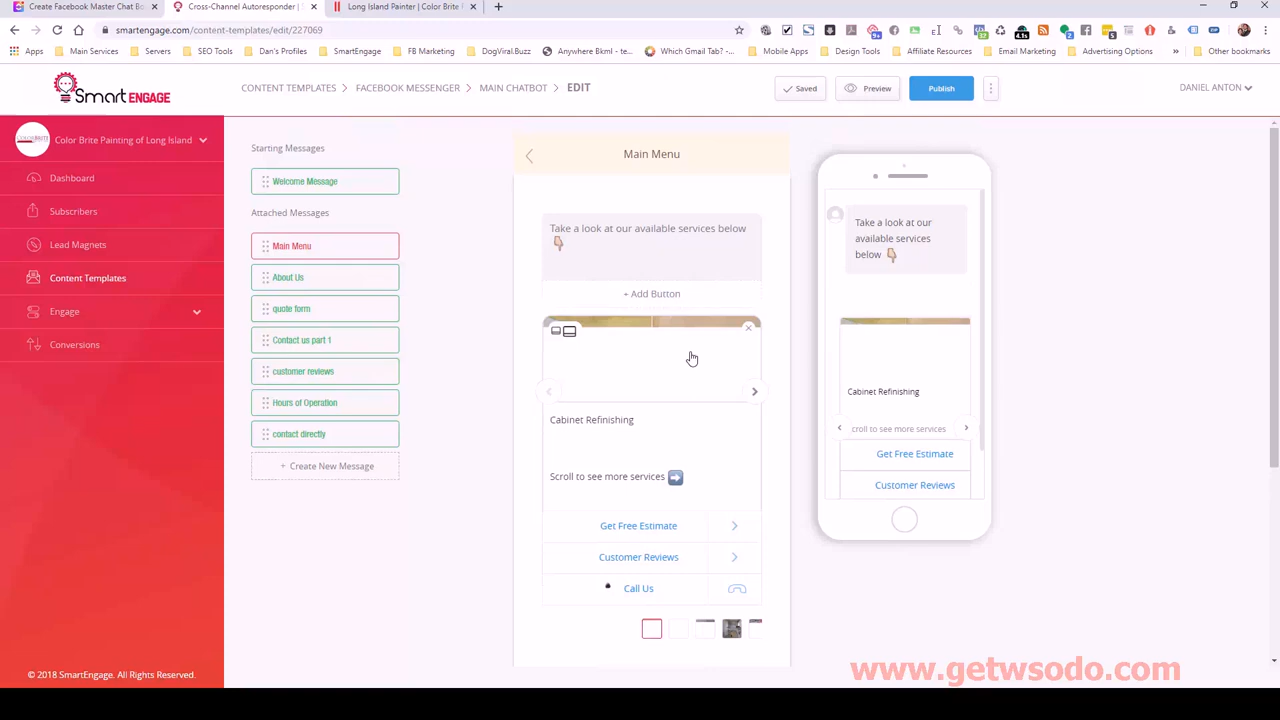 Create Facebook Master Chat Bo
Cross-Channel Autoresponder |
Long Island Painter | Color Brite
smartengage.com/content-templates/edit/227069
Apps
Main Services
Servers
SEO Tools
Dan's Profiles
SmartEngage
FB Marketing
DogViral.Buzz
Anywhere Bkml - te...
Which Gmail Tab? -...
Mobile Apps
Design Tools
Affiliate Resources
Email Marketing
Advertising Options
Other bookmarks
SmartENGAGE
CONTENT TEMPLATES > FACEBOOK MESSENGER > MAIN CHATBOT > EDIT
Saved
Preview
Publish
DANIEL ANTON
Color Brite Painting of Long Island
Dashboard
Subscribers
Lead Magnets
Content Templates
Engage
Conversions
© 2018 SmartEngage. All Rights Reserved.
Starting Messages
Welcome Message
Attached Messages
Main Menu
About Us
quote form
Contact us part 1
customer reviews
Hours of Operation
contact directly
+ Create New Message
Main Menu
Take a look at our available services below
+ Add Button
Cabinet Refinishing
Scroll to see more services
Get Free Estimate
Customer Reviews
Call Us
Take a look at our
available services
below
Cabinet Refinishing
croll to see more services
Get Free Estimate
Customer Reviews
www.getwsodo.com